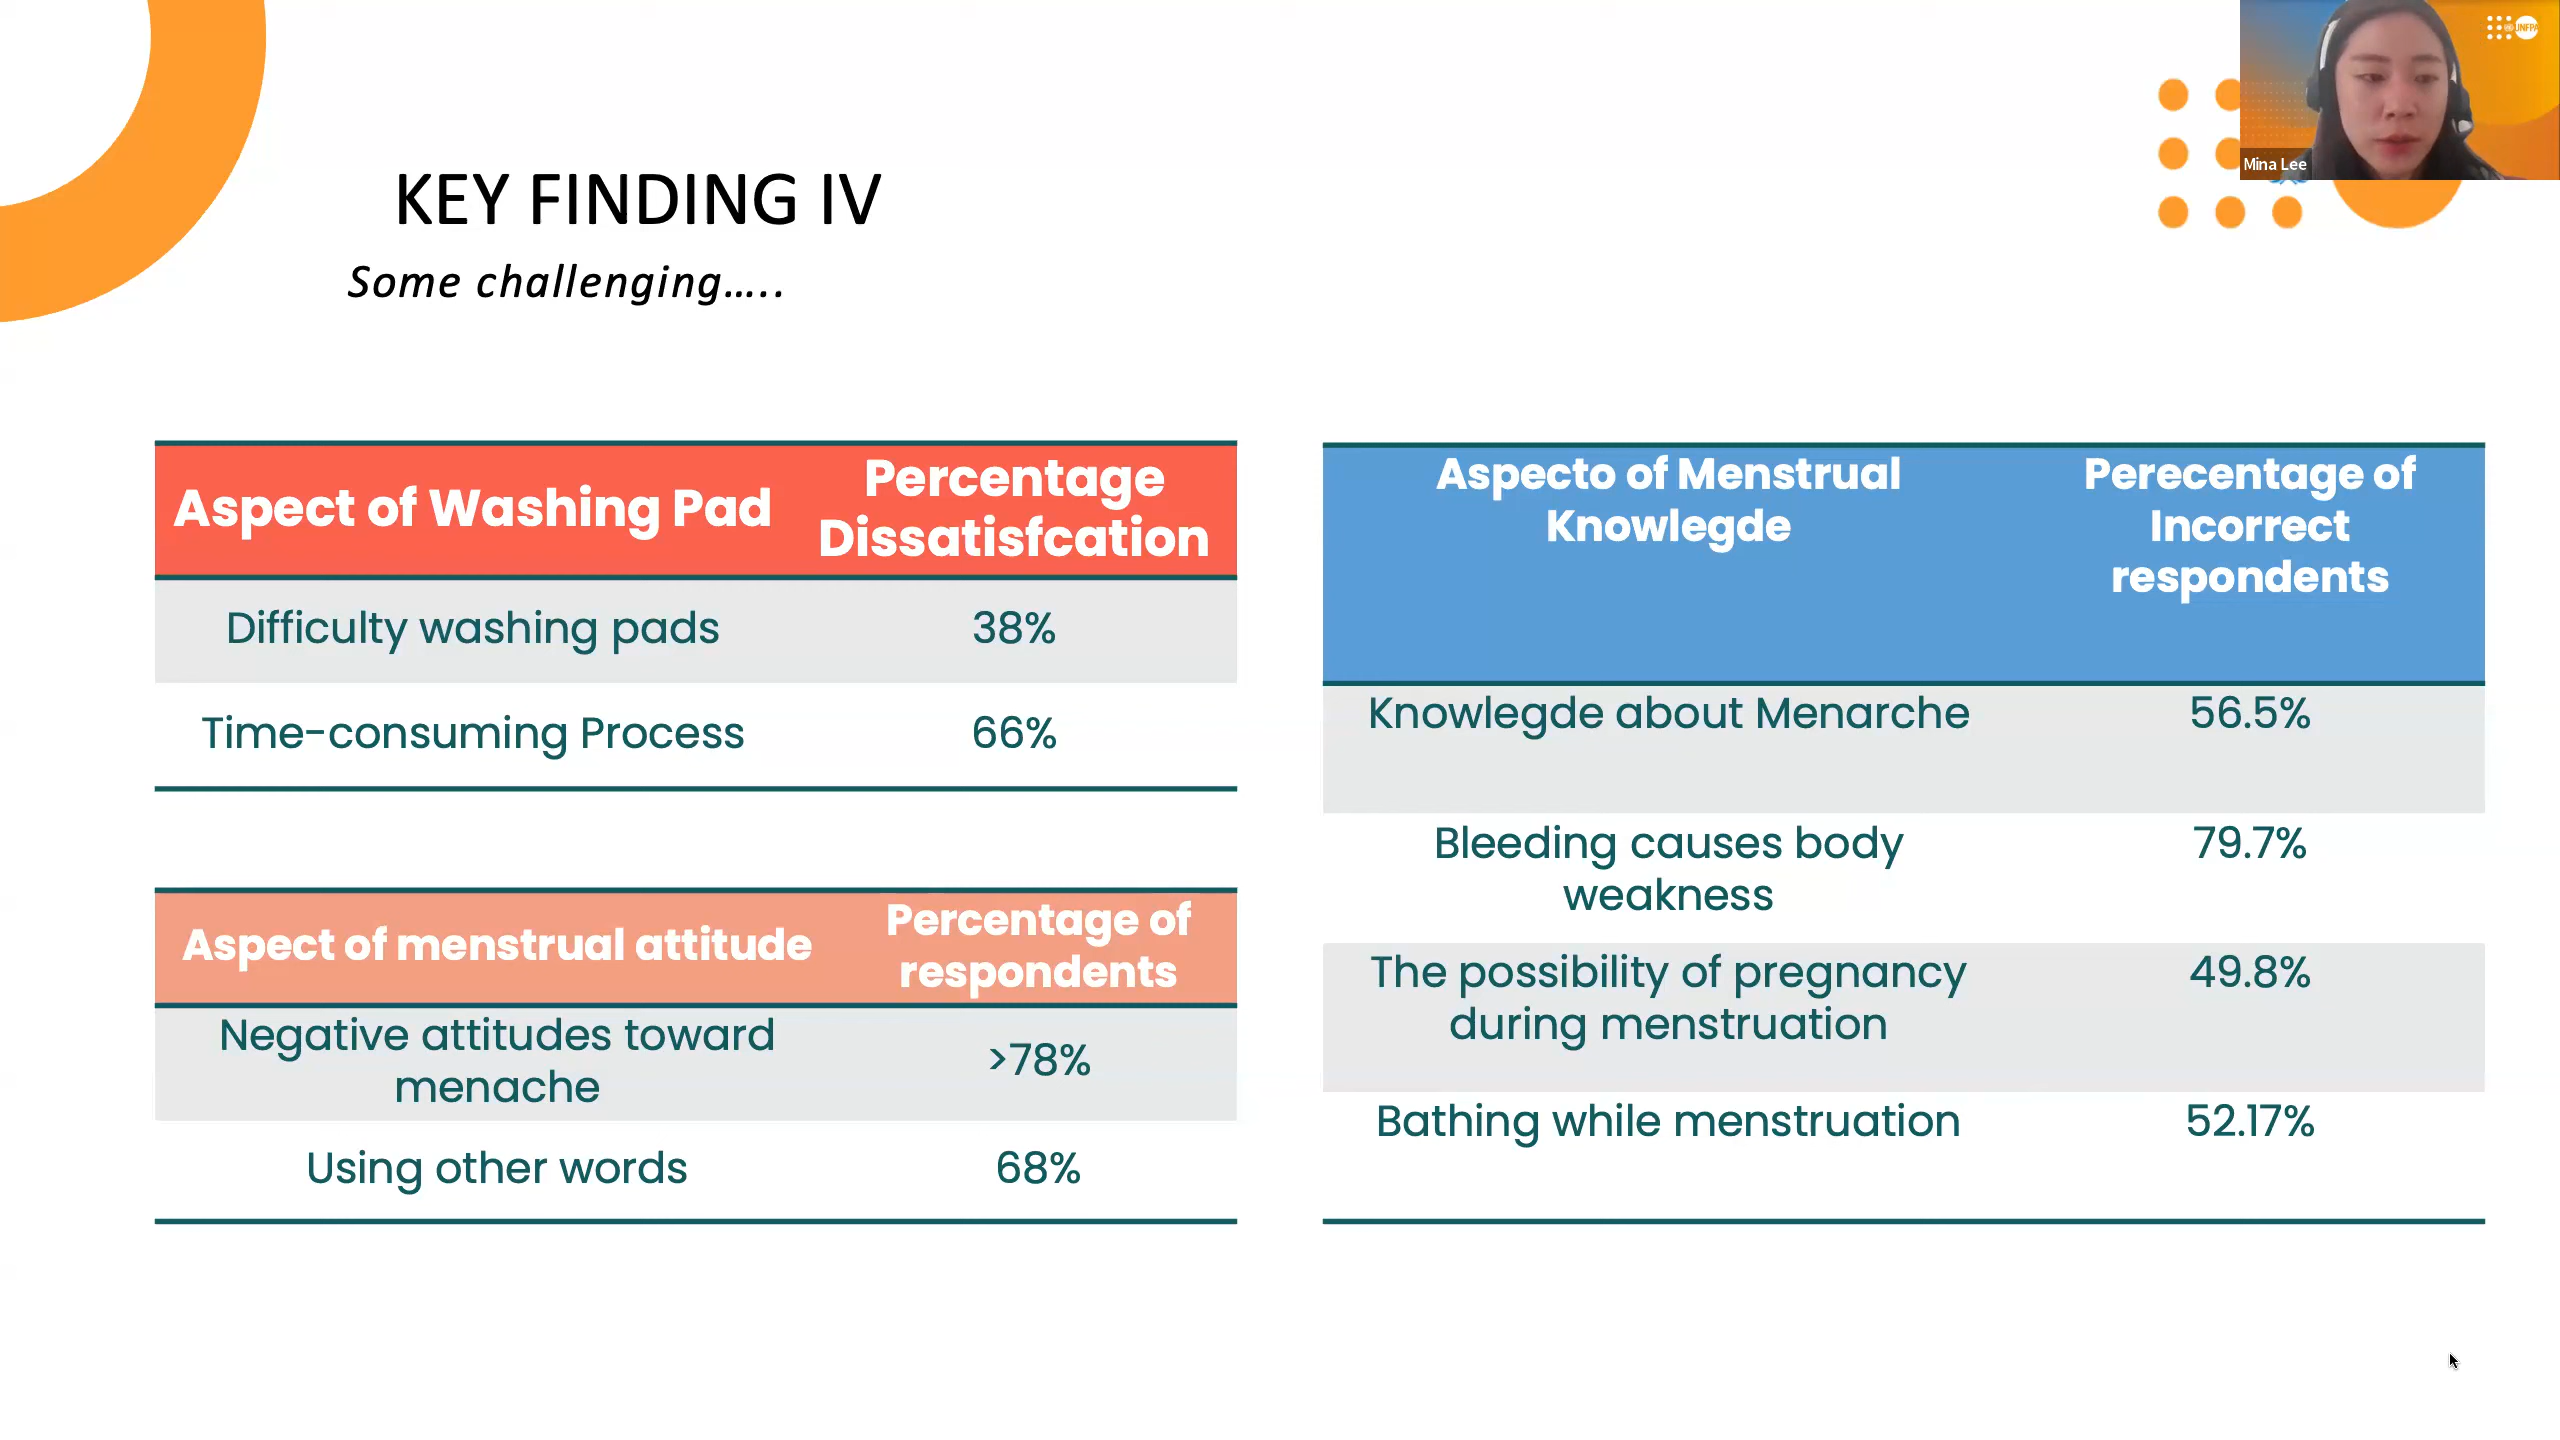 KEY FINDING IV
Some challenging.....
UNFPA
Mina Lee
Aspect of Washing Pad
Percentage
Dissatisfcation
Difficulty washing pads
38%
Time-consuming Process
66%
Aspect of menstrual attitude
Percentage of
respondents
Negative attitudes toward
menache
>78%
Using other words
68%
Aspecto of Menstrual
Knowlegde
Perecentage of
Incorrect
respondents
Knowlegde about Menarche
56.5%
Bleeding causes body
weakness
79.7%
The possibility of pregnancy
during menstruation
49.8%
Bathing while menstruation
52.17%